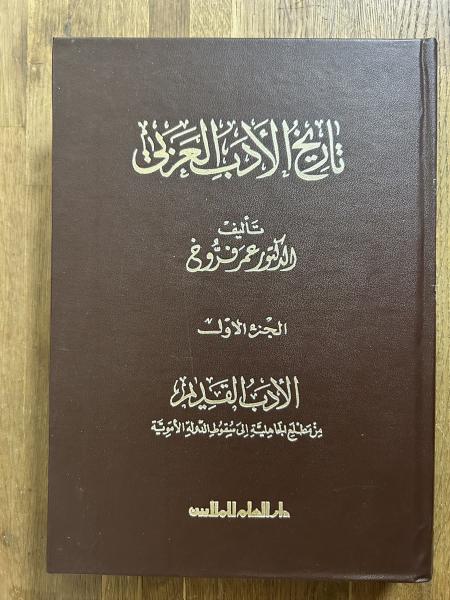 تاريخ الأدب العربي
تأليف
الدكتور عمر فروخ
الجزء الأول
الأدب القديم
من مطلع الجاهلية إلى سقوط الدولة الأموية
دار العلم للملايين